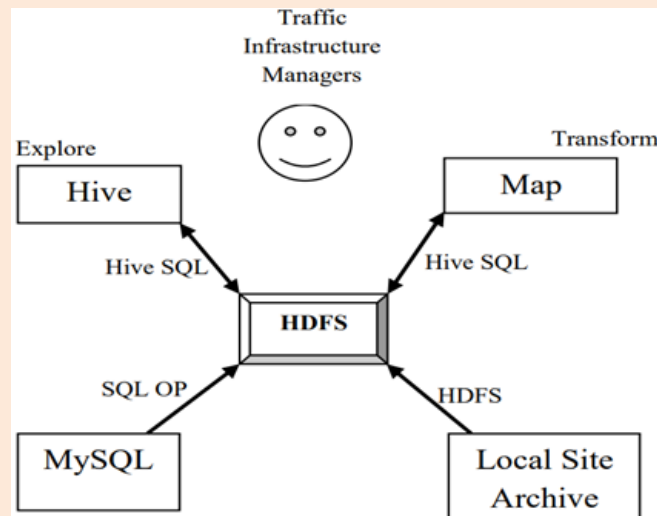 Traffic
Infrastructure
Managers
Explore
Transform
Hive
Map
Hive SQL
Hive SQL
HDFS
SQL OP
HDFS
MySQL
Local Site
Archive